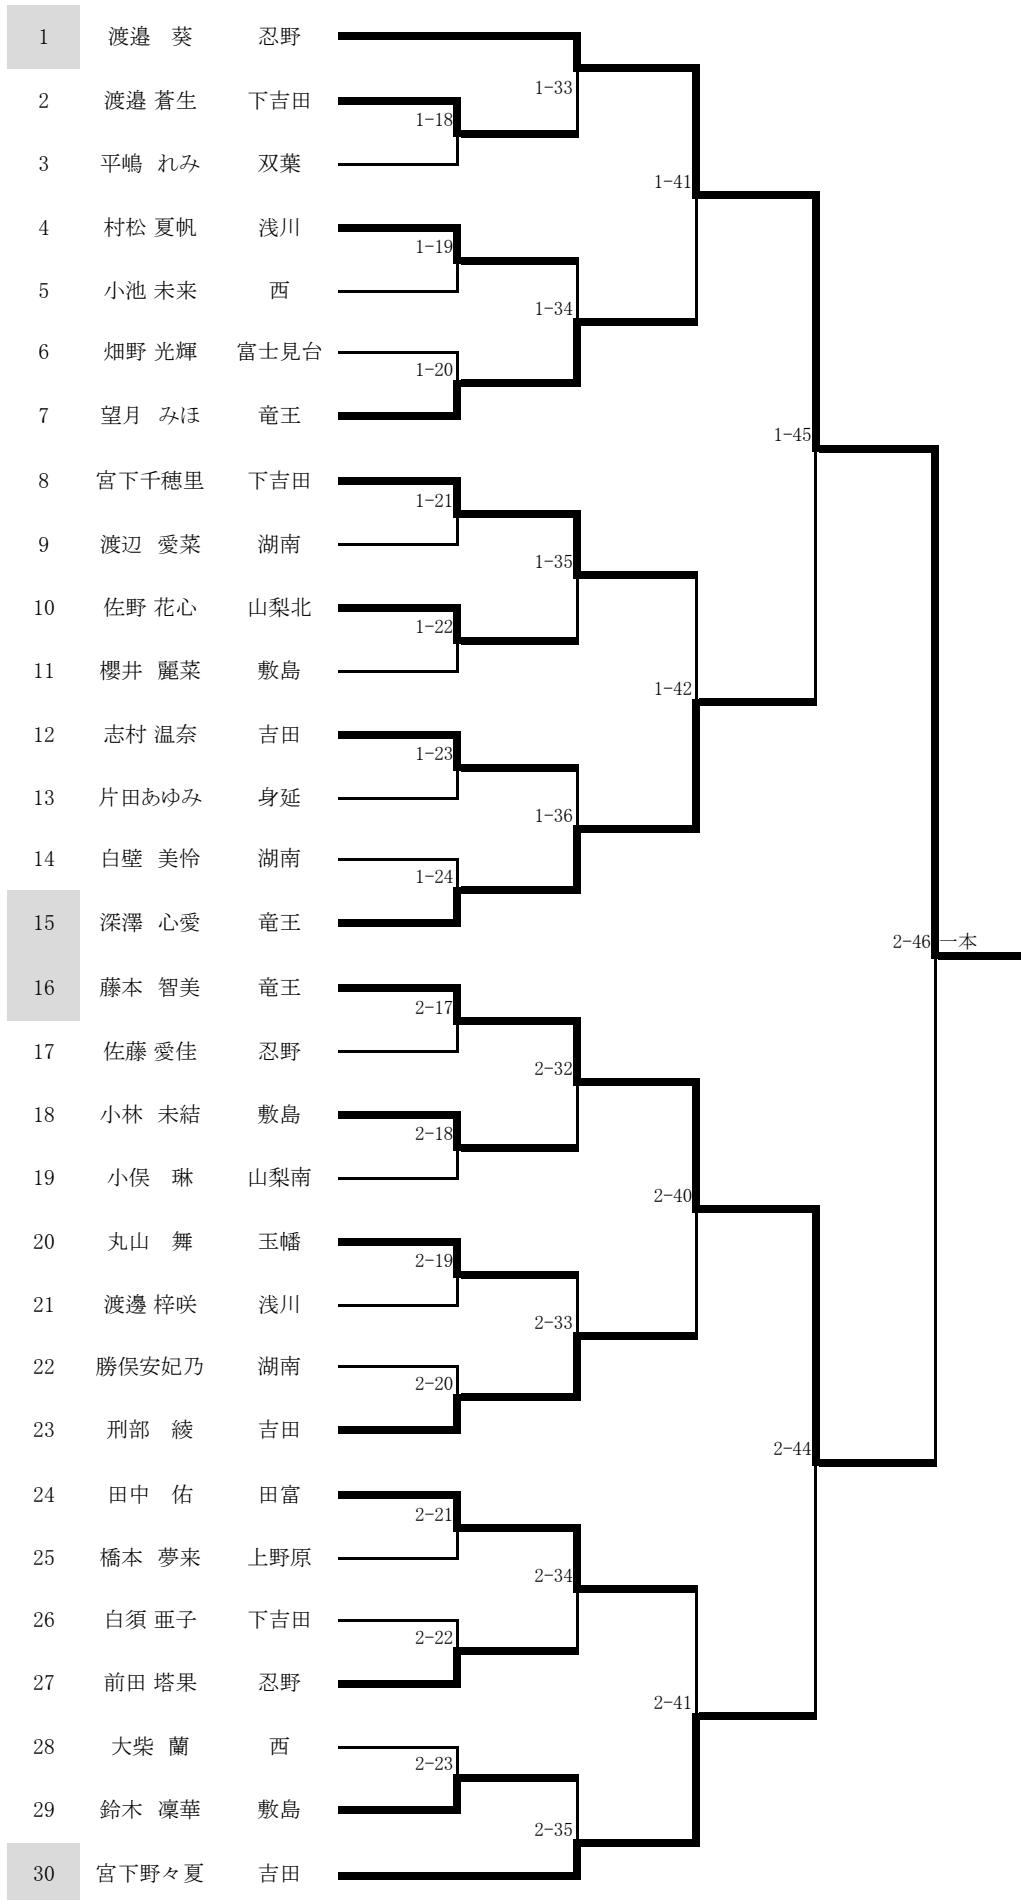 1 渡邉 葵 忍野
1-33
2 渡邉 蒼生 下吉田
1-18
3 平嶋 れみ 双葉
1-41
4 村松 夏帆 浅川
1-19
5 小池 未来 西
1-34
6 畑野 光輝 富士見台
1-20
7 望月 みほ 竜王
1-45
8 宮下千穂里 下吉田
1-21
9 渡辺 愛菜 湖南
1-35
10 佐野 花心 山梨北
1-22
11 櫻井 麗菜 敷島
1-42
12 志村 温奈 吉田
1-23
13 片田あゆみ 身延
1-36
14 白壁 美怜 湖南
1-24
15 深澤 心愛 竜王
2-46 一本
16 藤本 智美 竜王
2-17
17 佐藤 愛佳 忍野
2-32
18 小林 未結 敷島
2-18
19 小俣 琳 山梨南
2-40
20 丸山 舞 玉幡
2-19
21 渡邊 梓咲 浅川
2-33
22 勝俣安妃乃 湖南
2-20
23 刑部 綾 吉田
2-44
24 田中 佑 田富
2-21
25 橋本 夢来 上野原
2-34
26 白須 亜子 下吉田
2-22
27 前田 塔果 忍野
2-41
28 大柴 蘭 西
2-23
29 鈴木 凜華 敷島
2-35
30 宮下野々夏 吉田